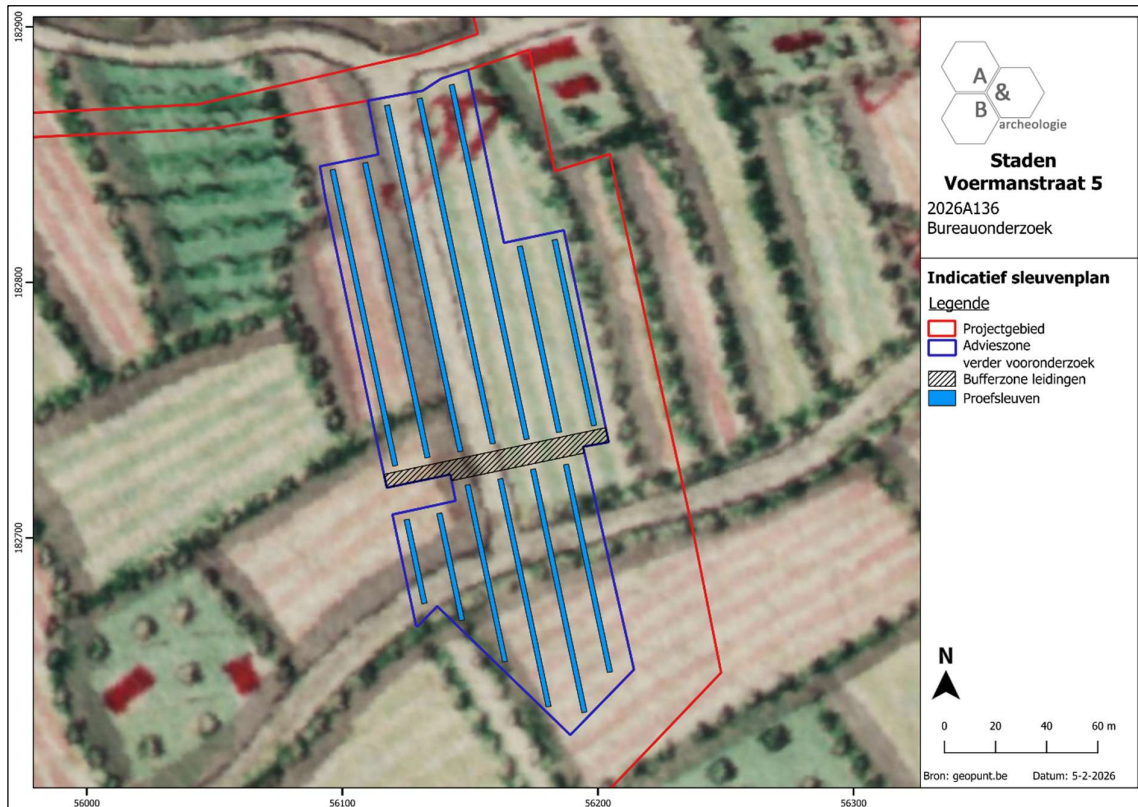 182900
182800
182700
56000
56100
56200
56300
A
&
B
archeologie
Staden
Voermanstraat 5
2026A136
Bureauonderzoek
Indicatief sleuvenplan
Legende
Projectgebied
Advieszone
verder vooronderzoek
Bufferzone leidingen
Proefsleuven
N
0 20 40 60 m
Bron: geopunt.be Datum: 5-2-2026